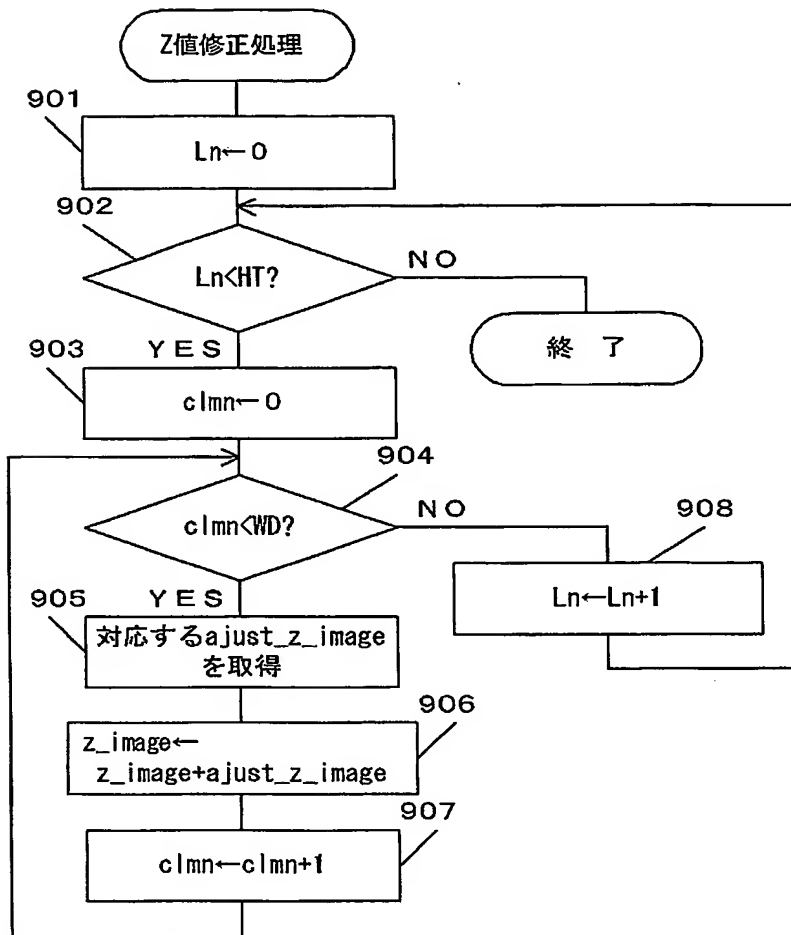 Z値修正処理
901
Ln←0
902
Ln<HT?
NO
終 了
YES
903
clmn←0
904
clmn<WD?
NO
908
Ln←Ln+1
YES
905
対応するajust_z_image
を取得
906
z_image←
z_image+ajust_z_image
907
clmn←clmn+1